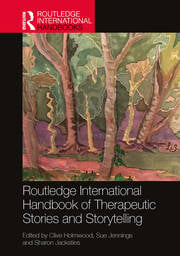 ROUTLEDGE
INTERNATIONAL
HANDBOOKS
Routledge International
Handbook of Therapeutic
Stories and Storytelling
Edited by Clive Holmwood, Sue Jennings
and Sharon Jacksties